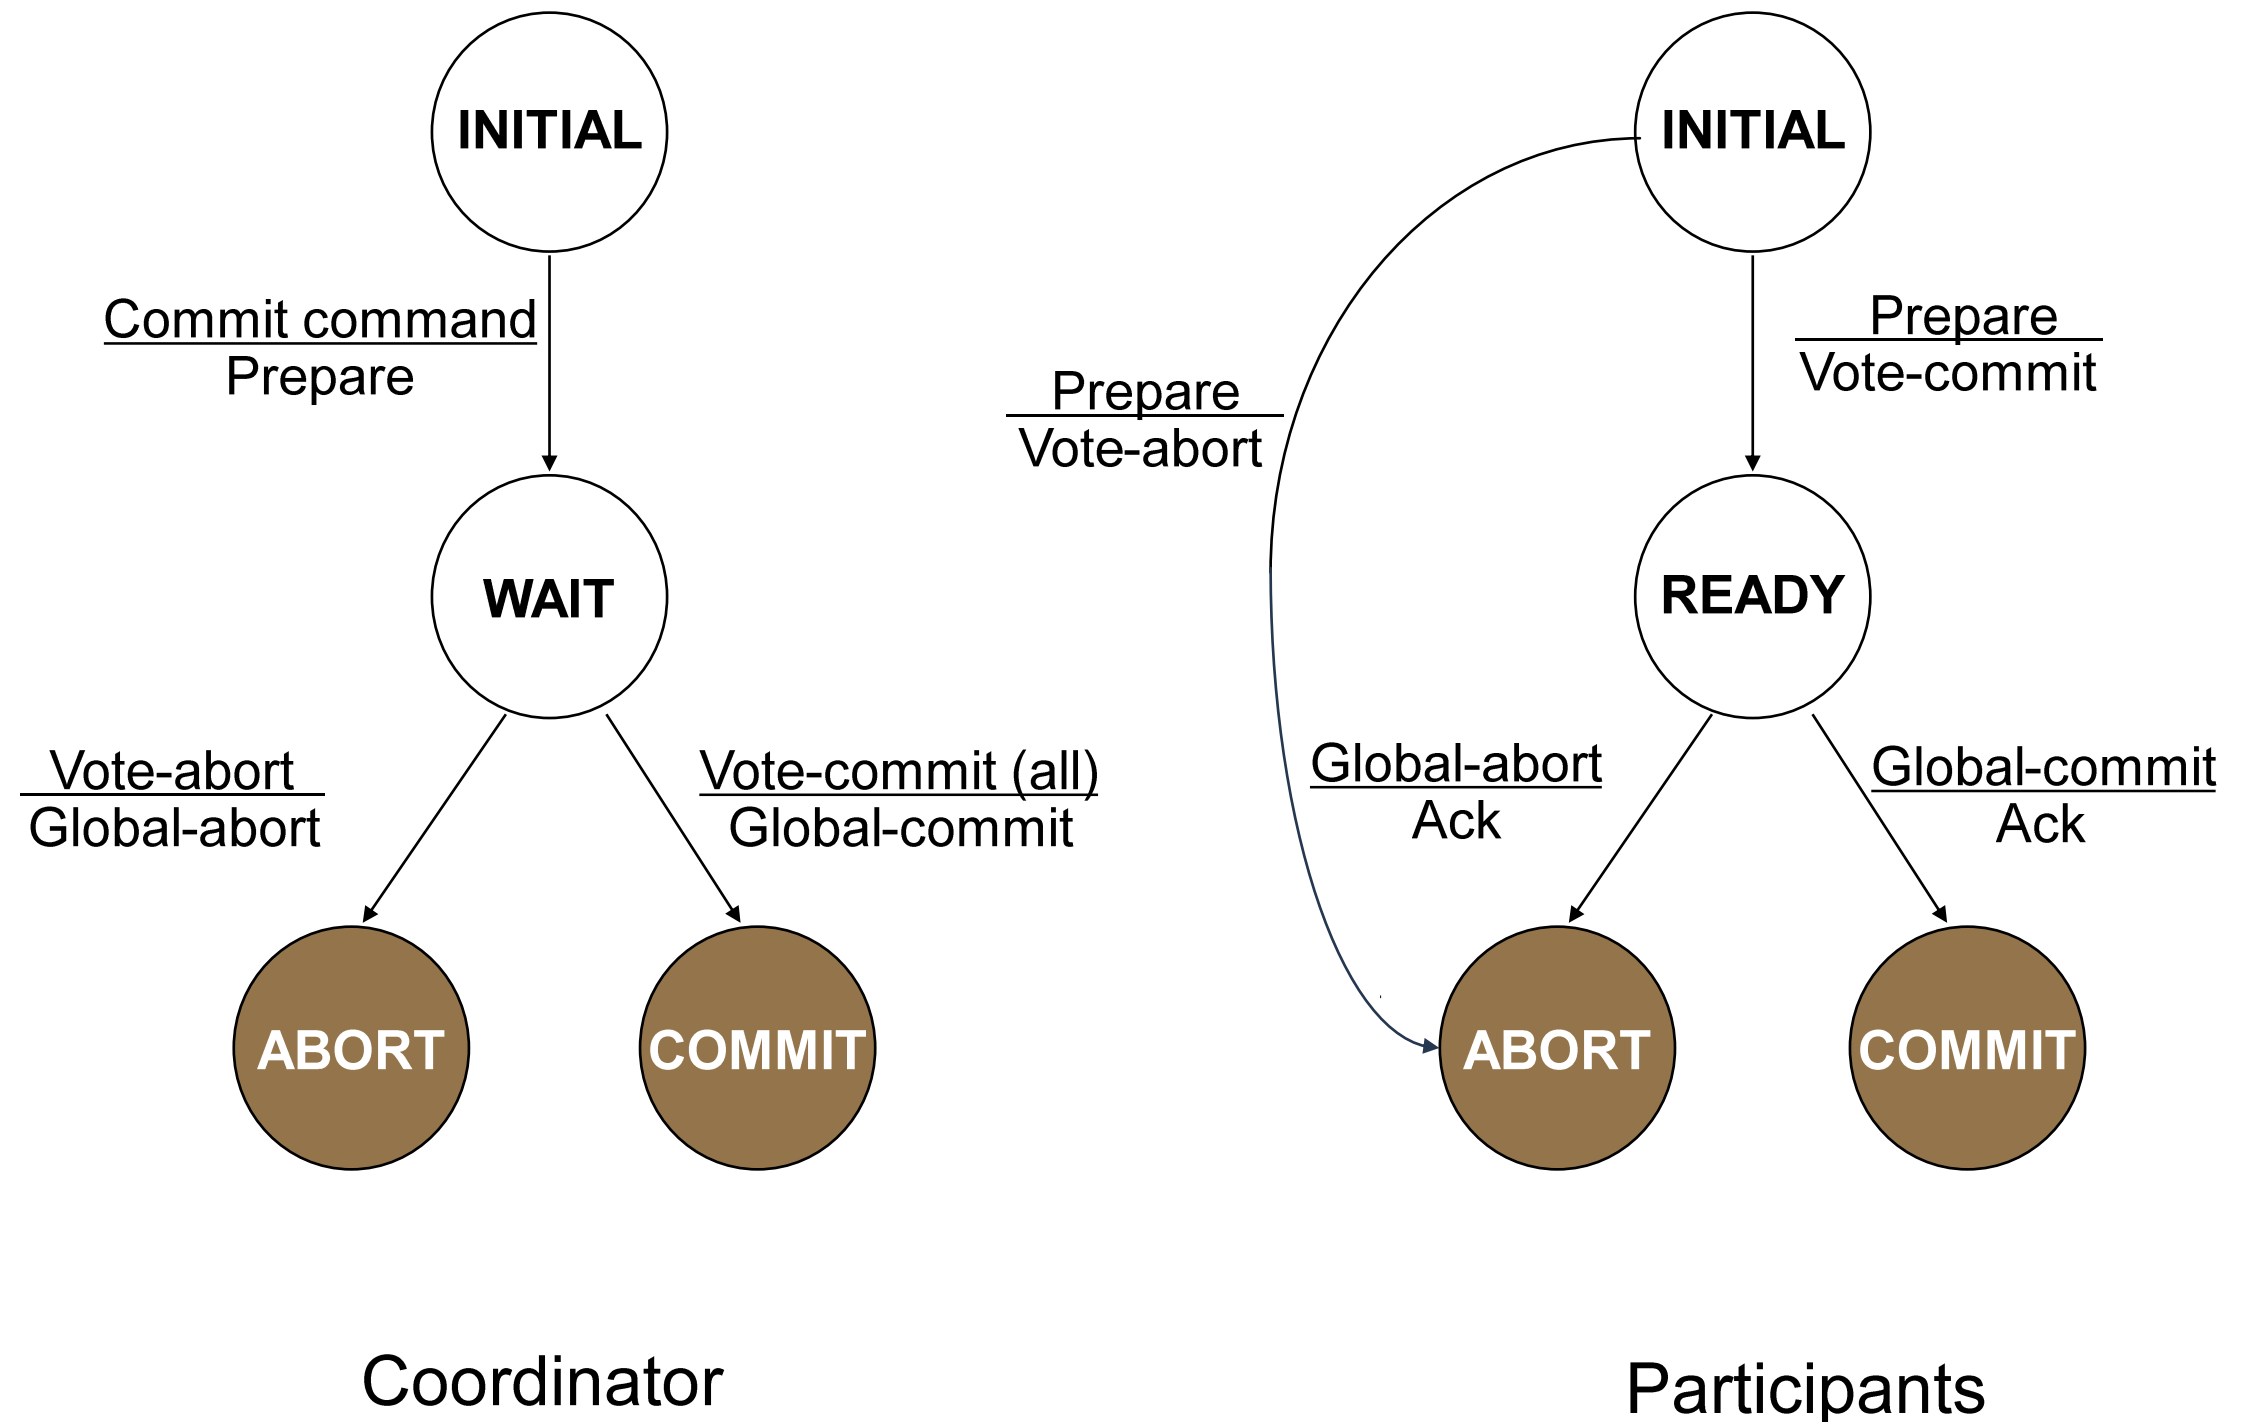 INITIAL
Commit command
Prepare
WAIT
Vote-abort
Global-abort
Vote-commit (all)
Global-commit
ABORT
COMMIT
Coordinator
INITIAL
Prepare
Vote-commit
Prepare
Vote-abort
READY
Global-abort
Ack
Global-commit
Ack
ABORT
COMMIT
Participants